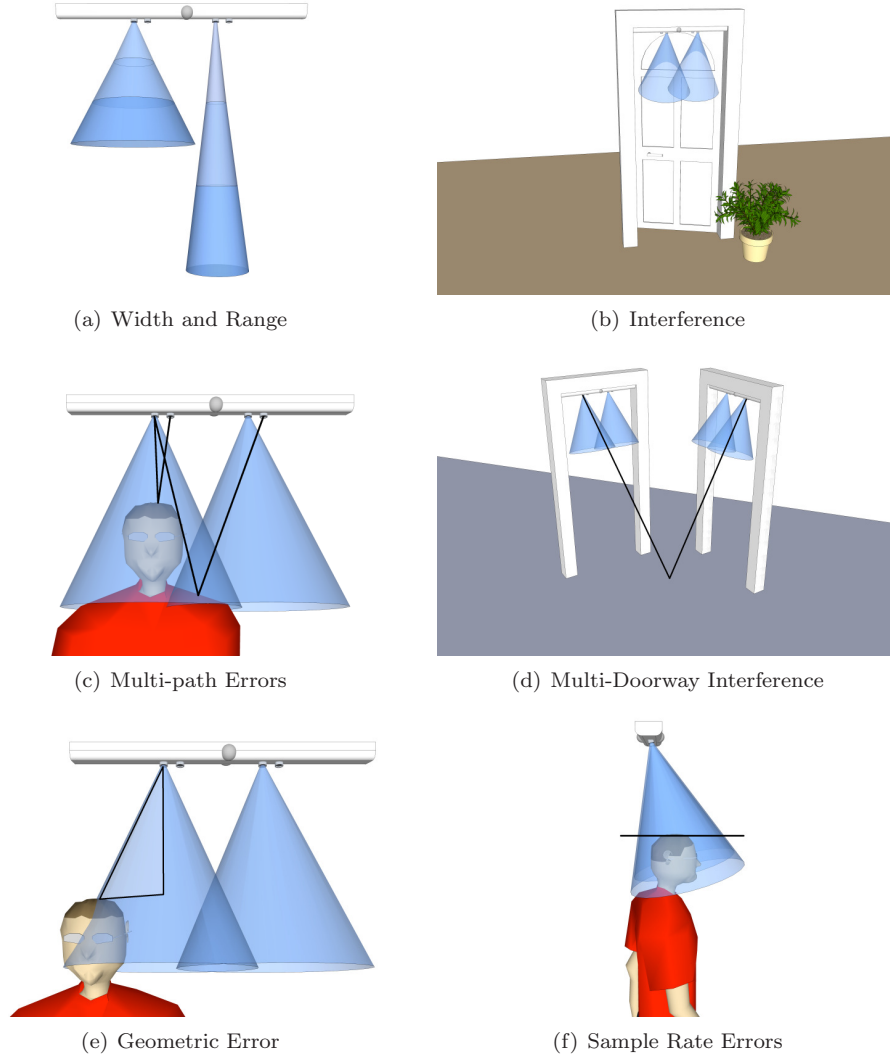 (a) Width and Range
(b) Interference
(c) Multi-path Errors
(d) Multi-Doorway Interference
(e) Geometric Error
(f) Sample Rate Errors